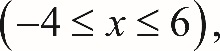 (−4 ≤ x ≤ 6),